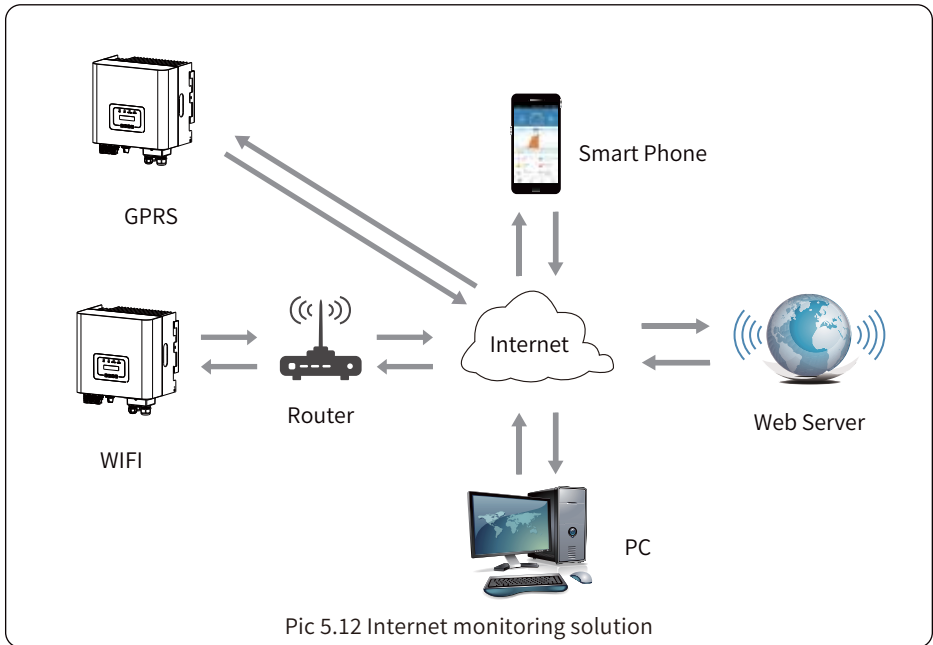 Smart Phone
GPRS
Internet
Router
Web Server
WIFI
PC
Pic 5.12 Internet monitoring solution